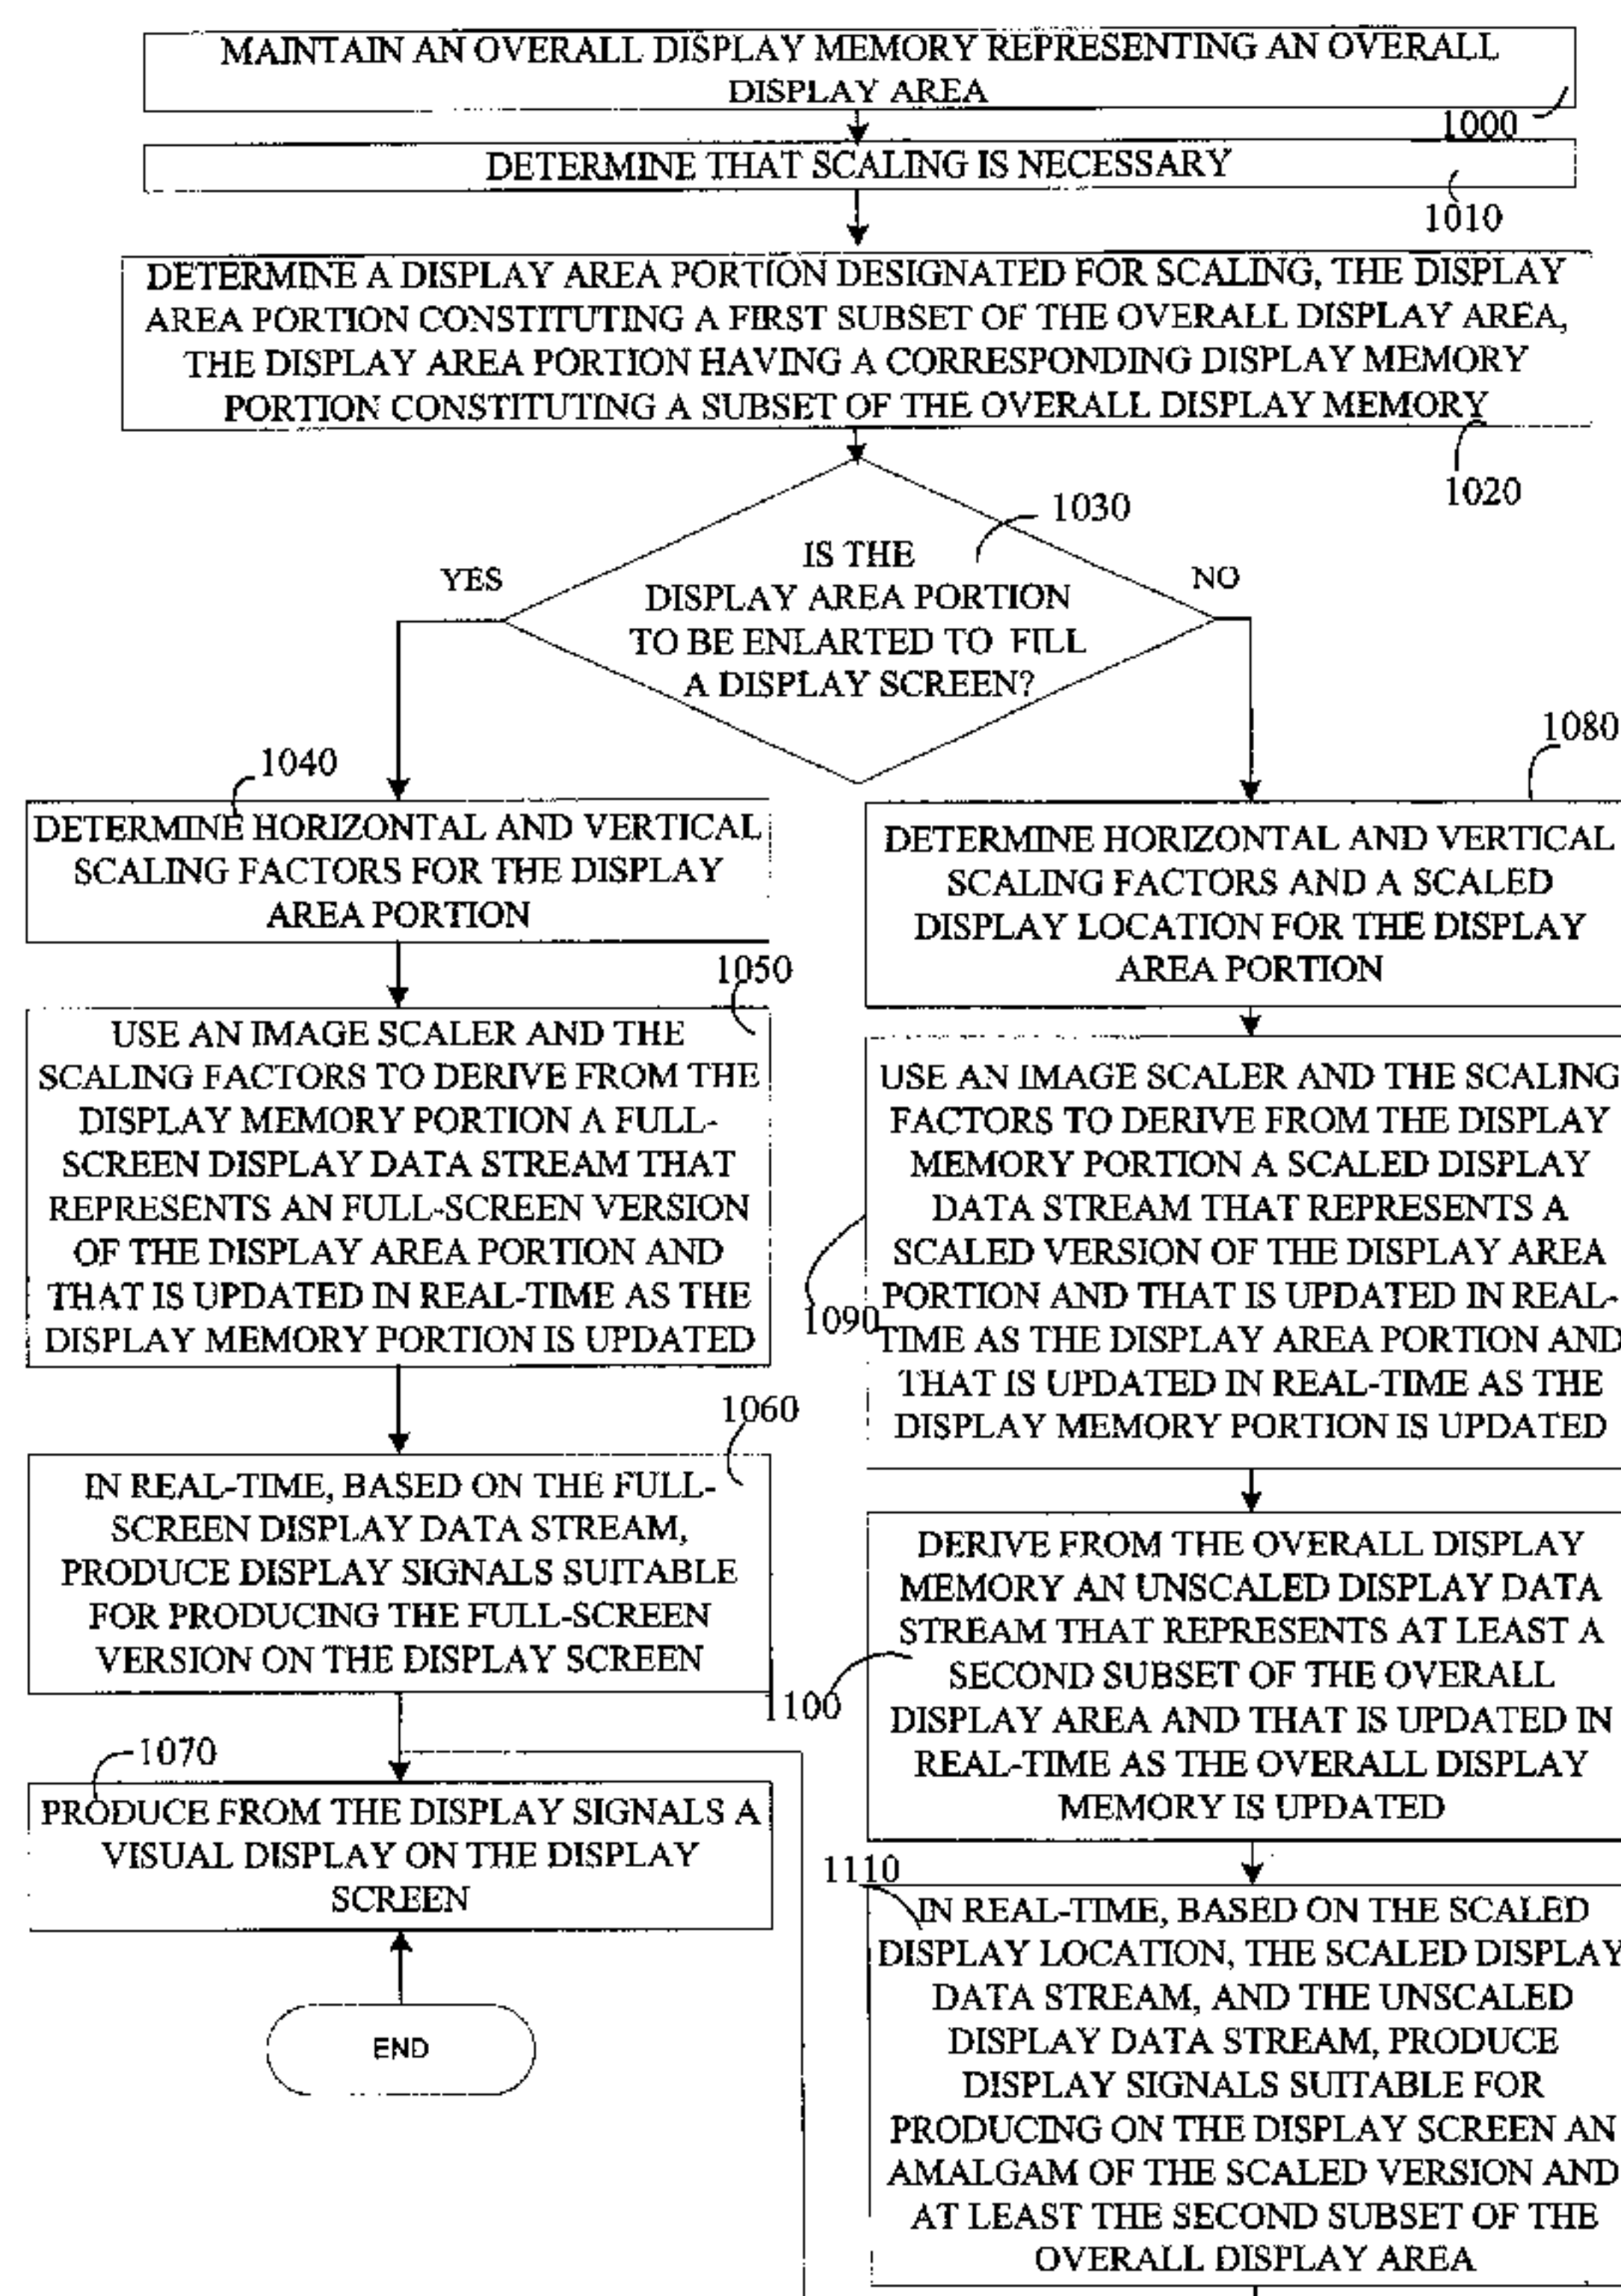 MAINTAIN AN OVERALL DISPLAY MEMORY REPRESENTING AN OVERALL
DISPLAY AREA
1000
DETERMINE THAT SCALING IS NECESSARY
1010
DETERMINE A DISPLAY AREA PORTION DESIGNATED FOR SCALING, THE DISPLAY
AREA PORTION CONSTITUTING A FIRST SUBSET OF THE OVERALL DISPLAY AREA,
THE DISPLAY AREA PORTION HAVING A CORRESPONDING DISPLAY MEMORY
PORTION CONSTITUTING A SUBSET OF THE OVERALL DISPLAY MEMORY
1020
1030
IS THE
DISPLAY AREA PORTION
TO BE ENLARTED TO FILL
A DISPLAY SCREEN?
YES
NO
1040
DETERMINE HORIZONTAL AND VERTICAL
SCALING FACTORS FOR THE DISPLAY
AREA PORTION
1050
USE AN IMAGE SCALER AND THE
SCALING FACTORS TO DERIVE FROM THE
DISPLAY MEMORY PORTION A FULL-
SCREEN DISPLAY DATA STREAM THAT
REPRESENTS AN FULL-SCREEN VERSION
OF THE DISPLAY AREA PORTION AND
THAT IS UPDATED IN REAL-TIME AS THE
DISPLAY MEMORY PORTION IS UPDATED
1060
IN REAL-TIME, BASED ON THE FULL-
SCREEN DISPLAY DATA STREAM,
PRODUCE DISPLAY SIGNALS SUITABLE
FOR PRODUCING THE FULL-SCREEN
VERSION ON THE DISPLAY SCREEN
1070
PRODUCE FROM THE DISPLAY SIGNALS A
VISUAL DISPLAY ON THE DISPLAY
SCREEN
END
1080
DETERMINE HORIZONTAL AND VERTICAL
SCALING FACTORS AND A SCALED
DISPLAY LOCATION FOR THE DISPLAY
AREA PORTION
1090
USE AN IMAGE SCALER AND THE SCALING
FACTORS TO DERIVE FROM THE DISPLAY
MEMORY PORTION A SCALED DISPLAY
DATA STREAM THAT REPRESENTS A
SCALED VERSION OF THE DISPLAY AREA
PORTION AND THAT IS UPDATED IN REAL-
TIME AS THE DISPLAY AREA PORTION AND
THAT IS UPDATED IN REAL-TIME AS THE
DISPLAY MEMORY PORTION IS UPDATED
1100
DERIVE FROM THE OVERALL DISPLAY
MEMORY AN UNSCALED DISPLAY DATA
STREAM THAT REPRESENTS AT LEAST A
SECOND SUBSET OF THE OVERALL
DISPLAY AREA AND THAT IS UPDATED IN
REAL-TIME AS THE OVERALL DISPLAY
MEMORY IS UPDATED
1110
IN REAL-TIME, BASED ON THE SCALED
DISPLAY LOCATION, THE SCALED DISPLAY
DATA STREAM, AND THE UNSCALED
DISPLAY DATA STREAM, PRODUCE
DISPLAY SIGNALS SUITABLE FOR
PRODUCING ON THE DISPLAY SCREEN AN
AMALGAM OF THE SCALED VERSION AND
AT LEAST THE SECOND SUBSET OF THE
OVERALL DISPLAY AREA